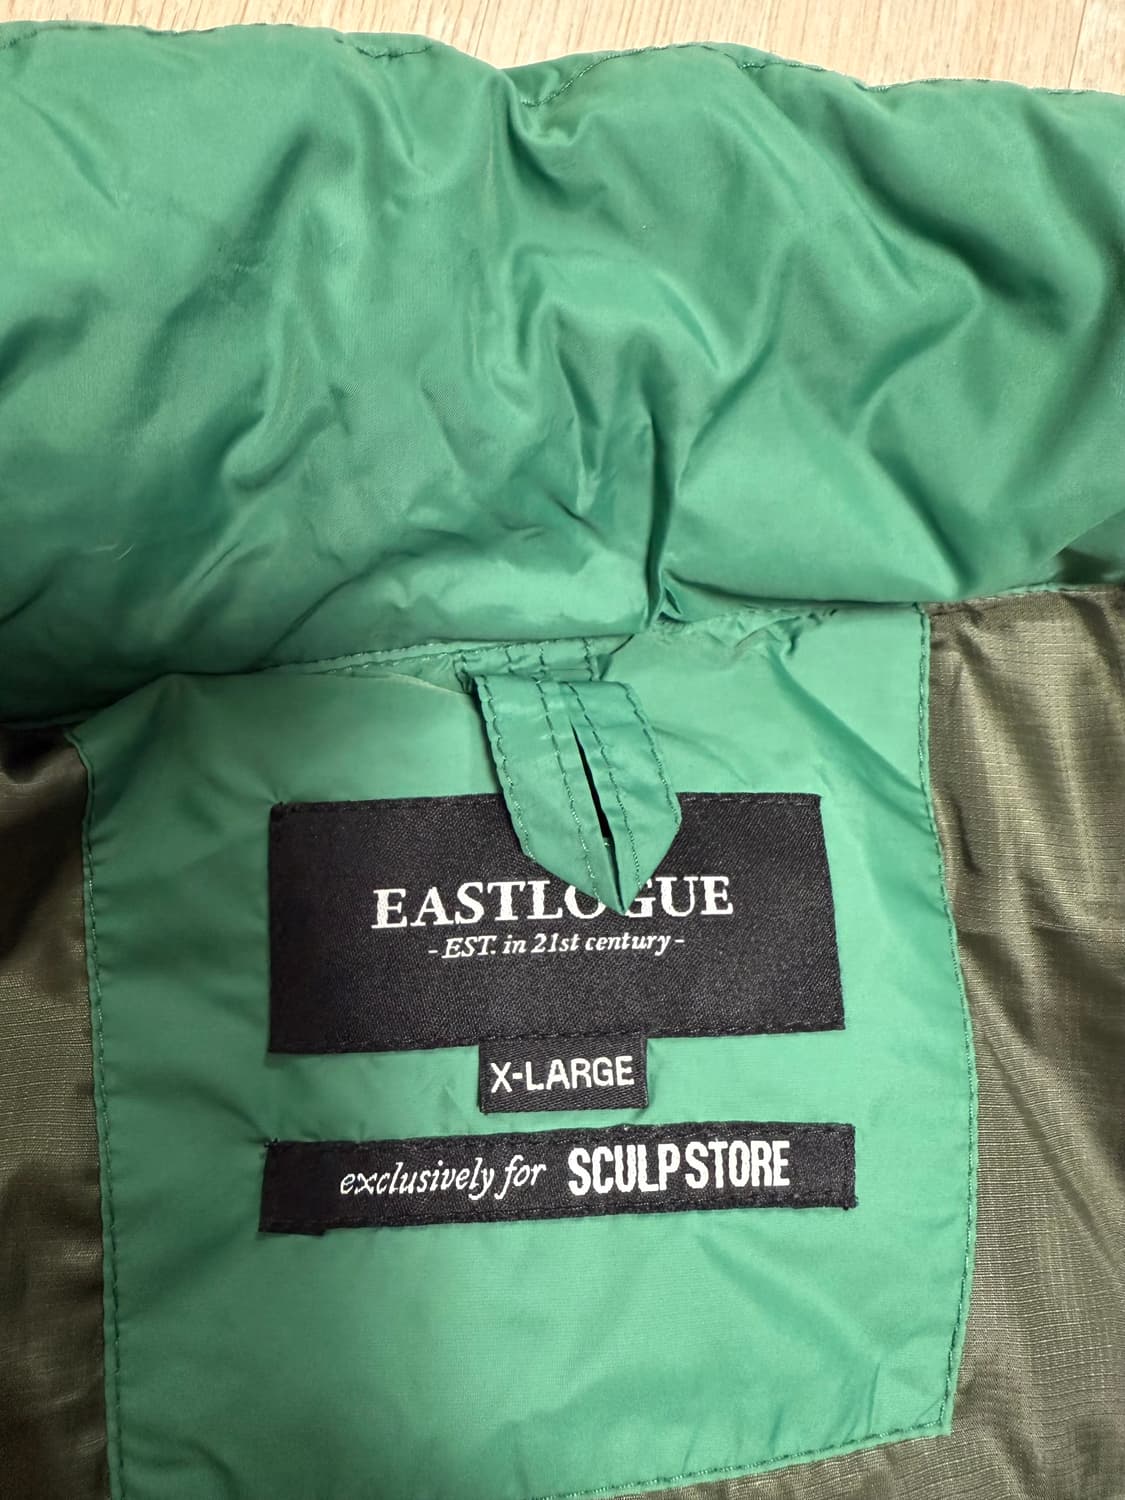 EASTLOGUE
- EST. in 21st century -
X-LARGE
exclusively for SCULP STORE